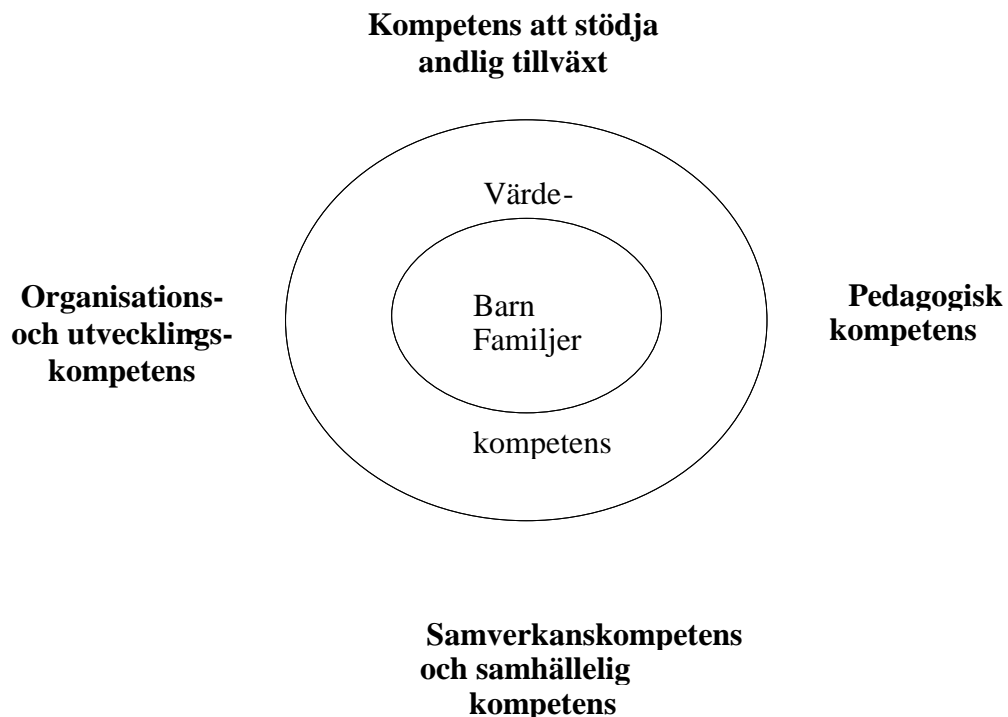 Kompetens att stödja
andlig tillväxt
Värde-
Barn
Familjer
kompetens
Organisations-
och utvecklings-
kompetens
Pedagogisk
kompetens
Samverkanskompetens
och samhällelig
kompetens